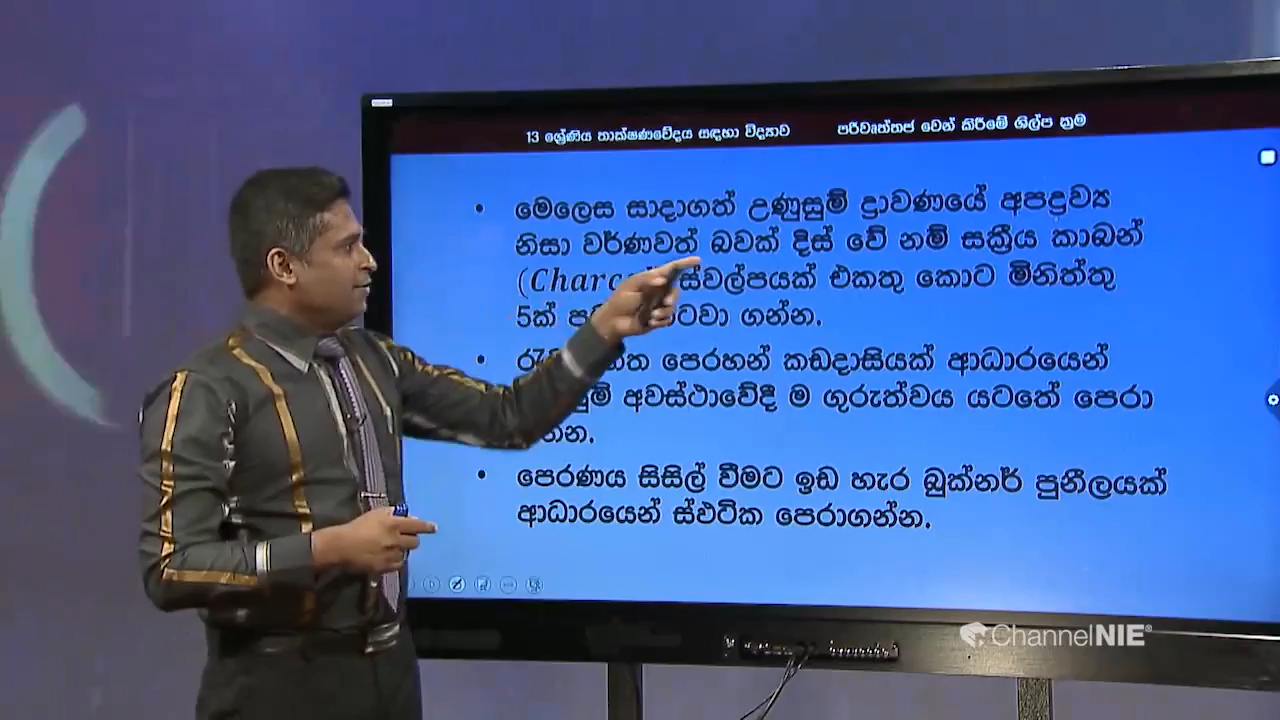 13 ශ්‍රේණිය තාක්ෂණවේදය සඳහා විද්‍යාව පරිවෘත්තජ වෙන් කිරීමේ ශිල්ප ක්‍රම
• මෙලෙස සාදාගත් උණුසුම් ද්‍රාවණයේ අපද්‍රව්‍ය
නිසා වර්ණවත් බවක් දිස් වේ නම් සක්‍රීය කාබන්
ස්වල්පයක් එකතු කොට මිනිත්තු
5ක් ගන්න.
• පෙරහන් කඩදාසියක් ආධාරයෙන්
අවස්ථාවේදී ම ගුරුත්වය යටතේ පෙරා
• පෙරණය සිසිල් වීමට ඉඩ හැර බුක්නර් පුනීලයක්
ආධාරයෙන් ස්ඵටික පෙරාගන්න.
ChannelNIE®